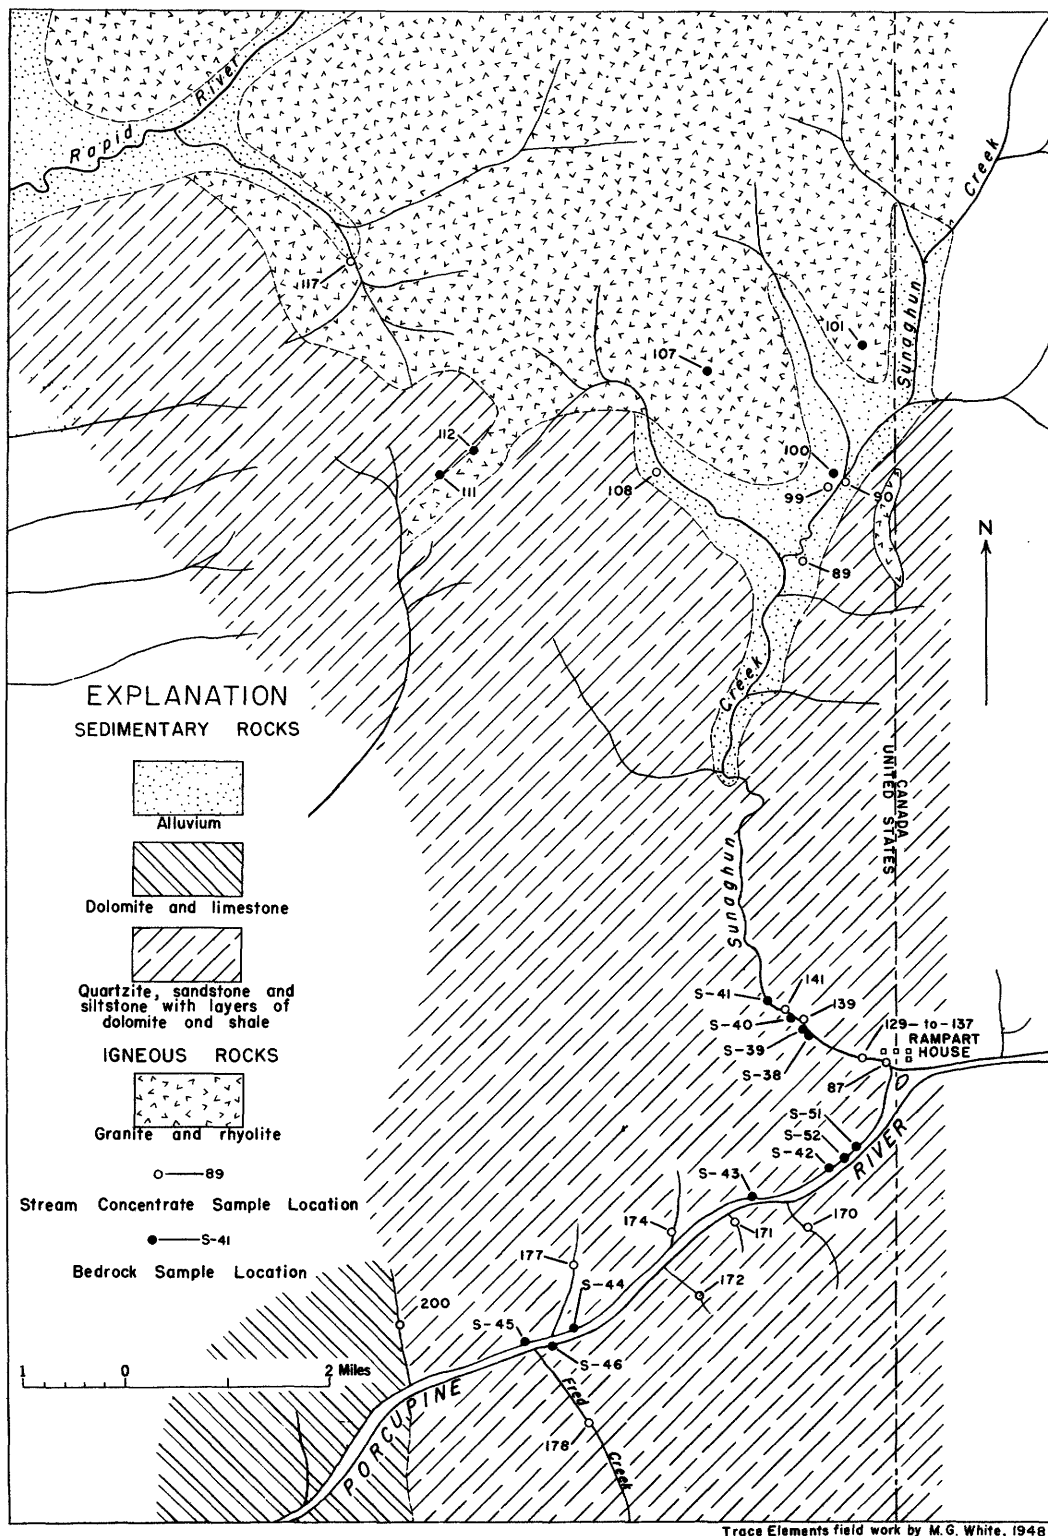 Rapid River
Creek
Sunaghun
117
101
107
112
111
100
99
90
108
89
N
Creek
CANADA
UNITED STATES
EXPLANATION
SEDIMENTARY ROCKS
Alluvium
Dolomite and limestone
Quartzite, sandstone and
siltstone with layers of
dolomite and shale
IGNEOUS ROCKS
Granite and rhyolite
89
Stream Concentrate Sample Location
S-41
Bedrock Sample Location
Sunaghun
S-41
141
139
S-40
S-39
S-38
129-to-137
RAMPART
HOUSE
87
S-51
S-52
S-42
S-43
RIVER
170
171
174
172
177
S-44
200
S-45
S-46
1 0 2 Miles
PORCUPINE
Fred
178
Creek
Trace Elements field work by M.G. White, 1948